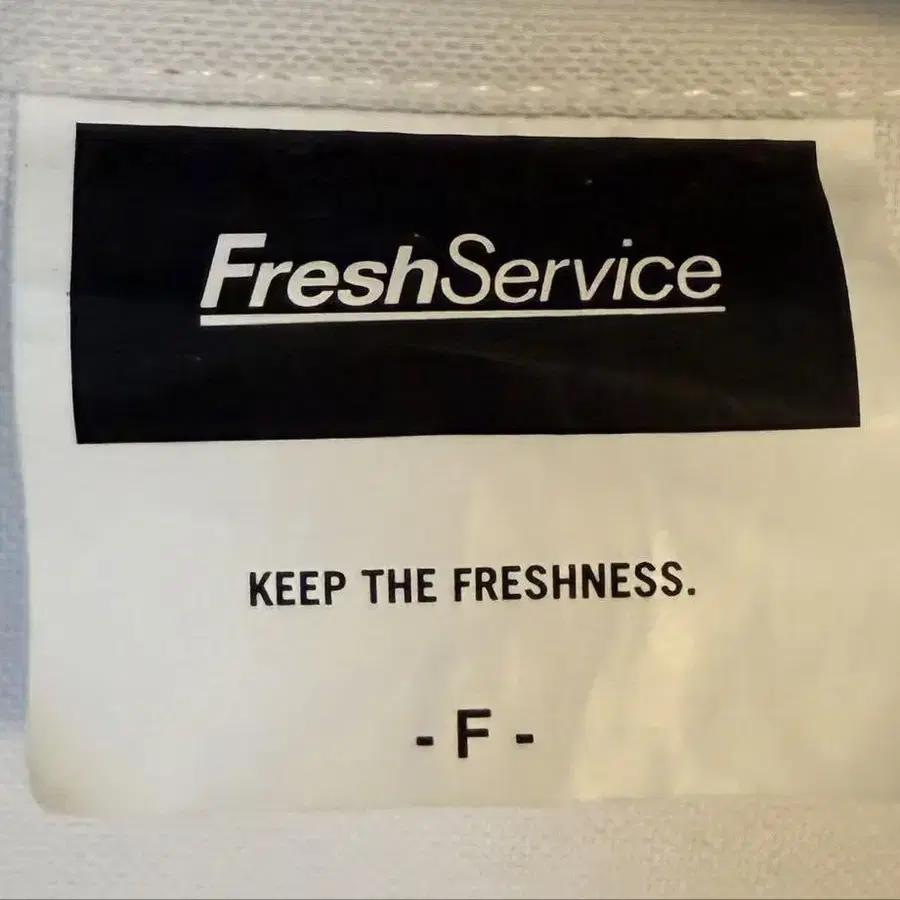 FreshService
KEEP THE FRESHNESS.
- F -